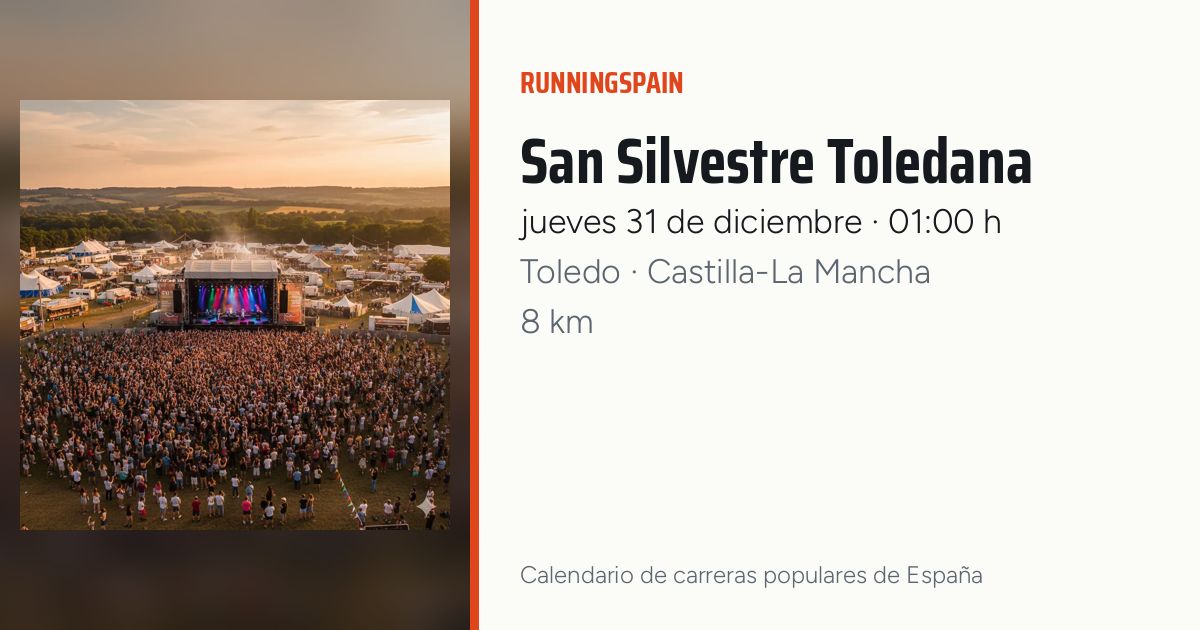 RUNNINGSPAIN
San Silvestre Toledana
jueves 31 de diciembre · 01:00 h
Toledo · Castilla-La Mancha
8 km
Calendario de carreras populares de España